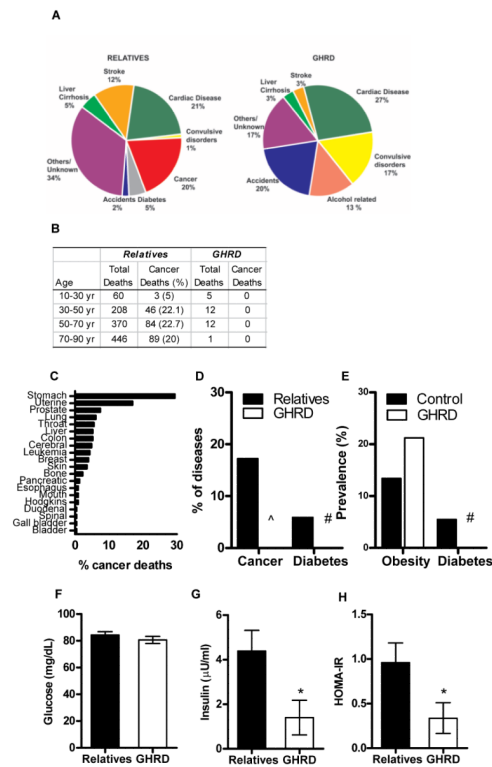 A
RELATIVES
Stroke
12%
Liver
Cirrhosis
5%
Cardiac Disease
21%
Convulsive
disorders
1%
Cancer
20%
Others/
Unknown
34%
Accidents
2%
Diabetes
5%
GHRD
Stroke
3%
Liver
Cirrhosis
3%
Cardiac Disease
27%
Others/
Unknown
17%
Convulsive
disorders
17%
Accidents
20%
Alcohol related
13 %
B
Relatives GHRD
Age Total Deaths Cancer Deaths (%) Total Deaths Cancer Deaths
10-30 yr 60 3 (5) 5 0
30-50 yr 208 46 (22.1) 12 0
50-70 yr 370 84 (22.7) 12 0
70-90 yr 446 89 (20) 1 0
C
Stomach
Uterine
Prostate
Lung
Throat
Liver
Colon
Cerebral
Leukemia
Breast
Skin
Bone
Pancreatic
Esophagus
Mouth
Hodgkins
Duodenal
Spinal
Gall bladder
Bladder
0 10 20 30
% cancer deaths
D
% of diseases
30
20
10
0
Relatives
GHRD
^ #
Cancer Diabetes
E
Prevalence (%)
30
20
10
0
Control
GHRD
#
Obesity Diabetes
F
Glucose (mg/dL)
100
80
60
40
20
0
Relatives GHRD
G
Insulin (µU/ml)
6
4
2
0
*
Relatives GHRD
H
HOMA-IR
1.5
1.0
0.5
0.0
*
Relatives GHRD